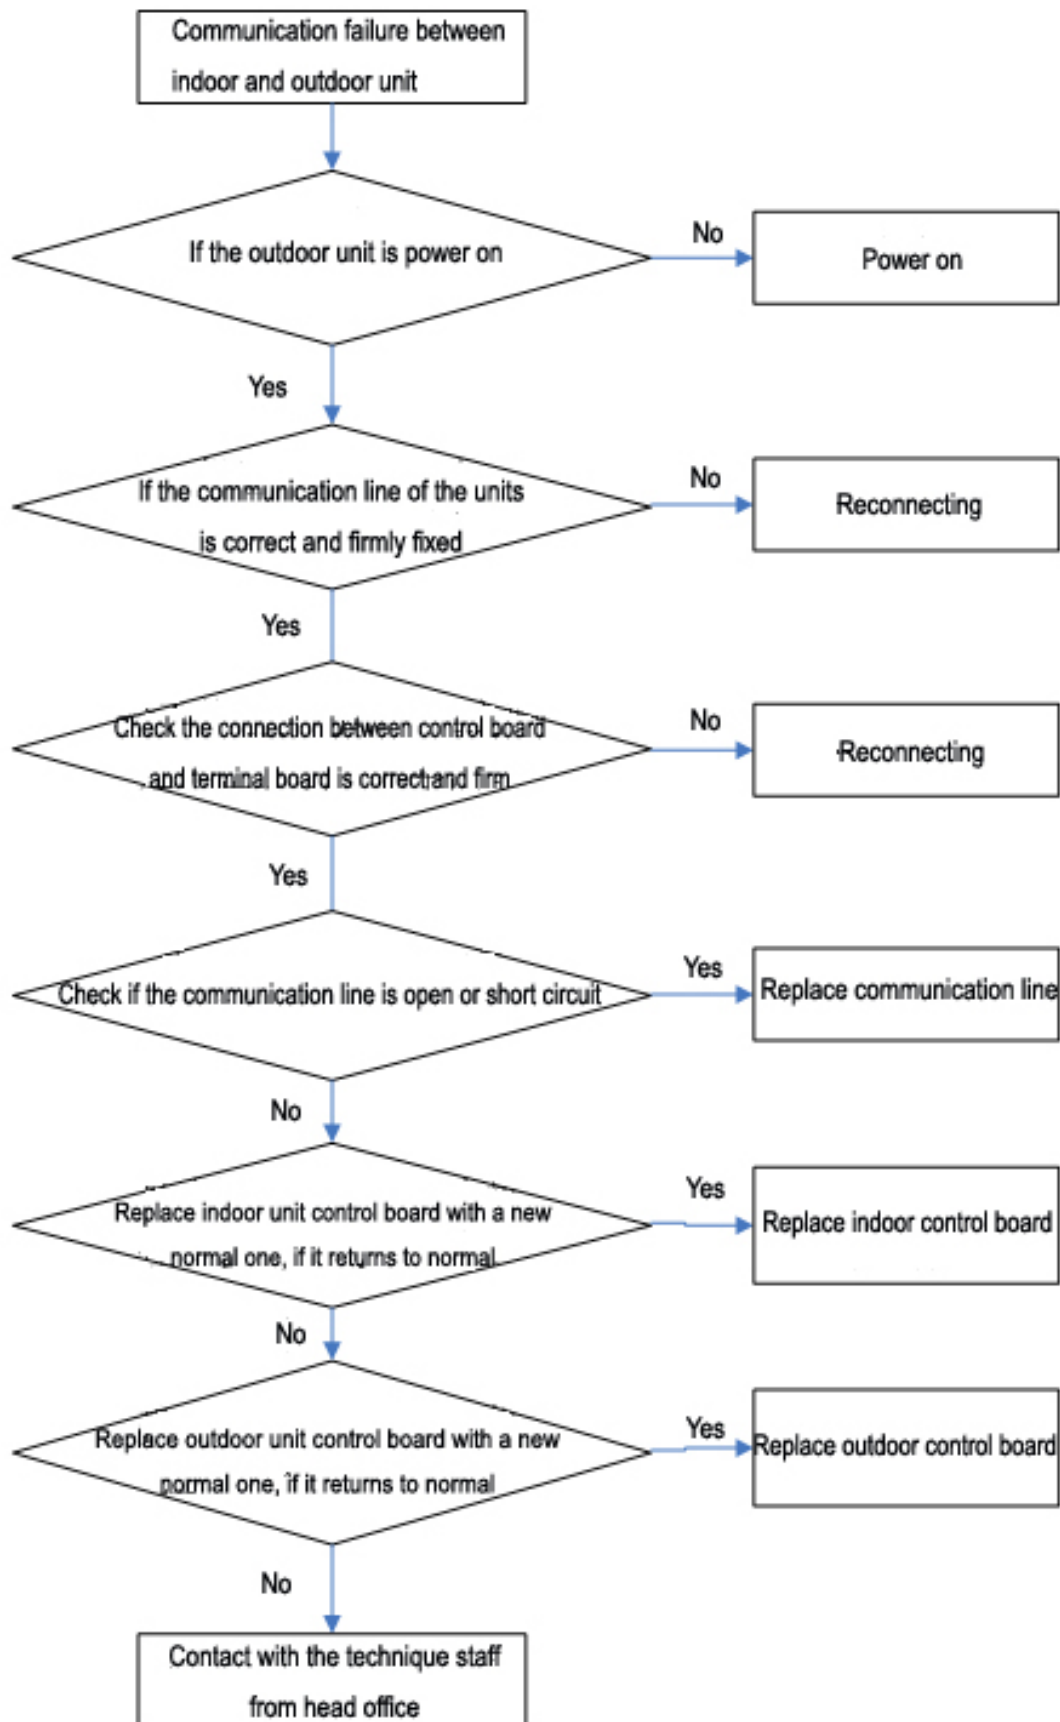 Communication failure between
indoor and outdoor unit
If the outdoor unit is power on
No
Power on
Yes
If the communication line of the units
is correct and firmly fixed
No
Reconnecting
Yes
Check the connection between control board
and terminal board is correct and firm
No
Reconnecting
Yes
Check if the communication line is open or short circuit
Yes
Replace communication line
No
Replace indoor unit control board with a new
normal one, if it returns to normal
Yes
Replace indoor control board
No
Replace outdoor unit control board with a new
normal one, if it returns to normal
Yes
Replace outdoor control board
No
Contact with the technique staff
from head office